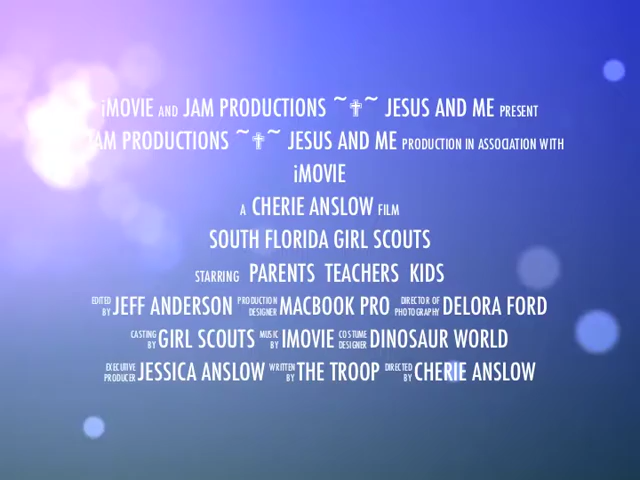 iMOVIE AND JAM PRODUCTIONS ~✟~ JESUS AND ME PRESENT
JAM PRODUCTIONS ~✟~ JESUS AND ME PRODUCTION IN ASSOCIATION WITH
iMOVIE
A CHERIE ANSLOW FILM
SOUTH FLORIDA GIRL SCOUTS
STARRING PARENTS TEACHERS KIDS
EDITED BY JEFF ANDERSON PRODUCTION DESIGNER MACBOOK PRO DIRECTOR OF PHOTOGRAPHY DELORA FORD
CASTING BY GIRL SCOUTS MUSIC BY IMOVIE COSTUME DESIGNER DINOSAUR WORLD
EXECUTIVE PRODUCER JESSICA ANSLOW WRITTEN BY THE TROOP DIRECTED BY CHERIE ANSLOW